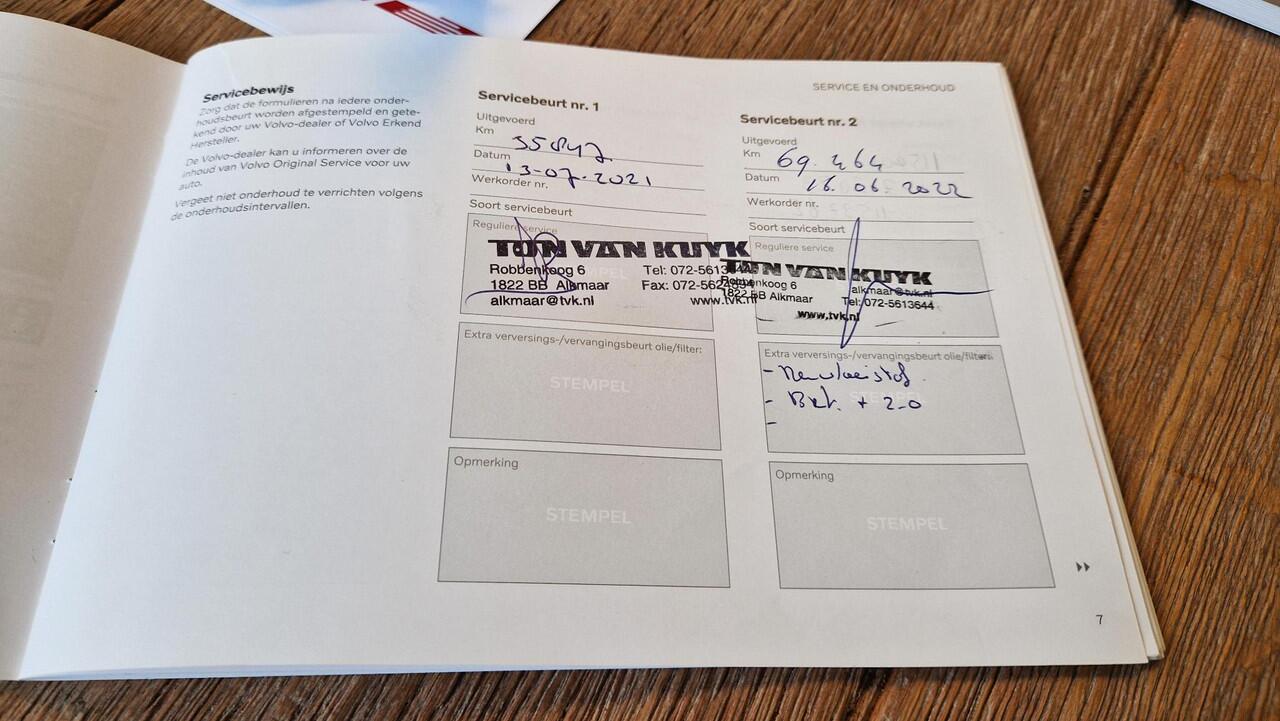 Servicebewijs
Zorg dat de formulieren na iedere onder-
houdsbeurt worden afgestempeld en gete-
kend door uw Volvo-dealer of Volvo Erkend
Hersteller.
De Volvo-dealer kan u informeren over de
inhoud van Volvo Original Service voor uw
auto.
Vergeet niet onderhoud te verrichten volgens
de onderhoudsintervallen.
Servicebeurt nr. 1
Uitgevoerd
Km 35847
Datum 13-07-2021
Werkorder nr.
Soort servicebeurt
Reguliere service
TON VAN KUYK
Robbenkoog 6 Tel: 072-5613644
1822 BB Alkmaar Fax:
alkmaar@tvk.nl www.tvk.nl
Extra verversings-/vervangingsbeurt olie/filter:
STEMPEL
Opmerking
STEMPEL
SERVICE EN ONDERHOUD
Servicebeurt nr. 2
Uitgevoerd
Km 69.464
Datum 16.06.2022
Werkorder nr.
Soort servicebeurt
Reguliere service
TON VAN KUYK
Robbenkoog 6 alkmaar@tvk.nl
1822 BB Alkmaar Tel: 072-5613644
www.tvk.nl
Extra verversings-/vervangingsbeurt olie/filter:
- Remvloeistof
-
-
Opmerking
STEMPEL
7